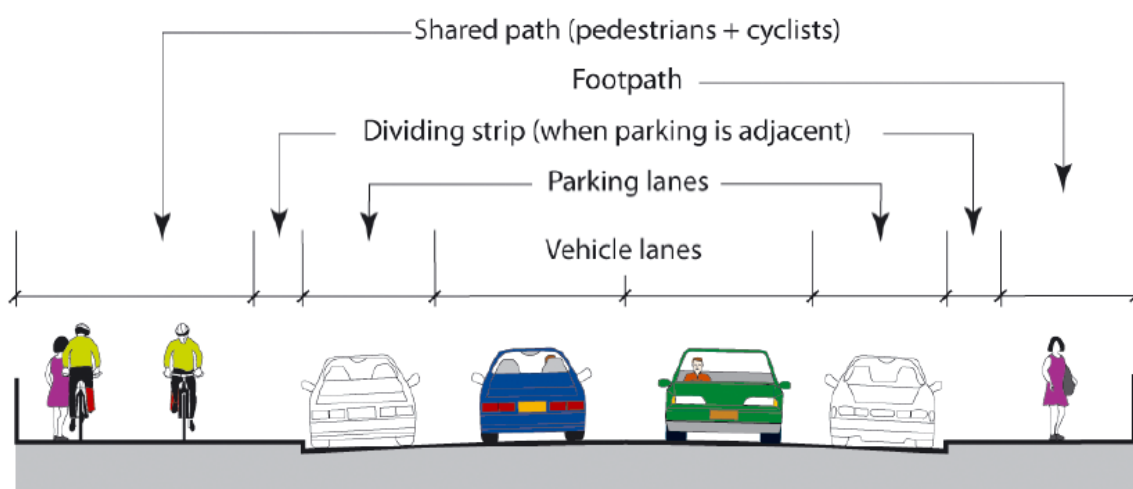 Shared path (pedestrians + cyclists)
Footpath
Dividing strip (when parking is adjacent)
Parking lanes
Vehicle lanes